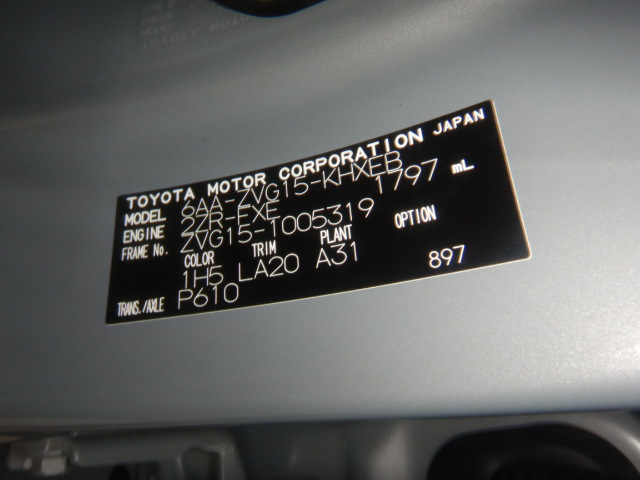 TOYOTA MOTOR CORPORATION JAPAN
MODEL 6AA-ZVG15-KHXEB
ENGINE 2ZR-FXE 1797 mL
FRAME No. ZVG15-1005319
COLOR TRIM PLANT OPTION
1H5 LA20 A31 897
TRANS./AXLE P610